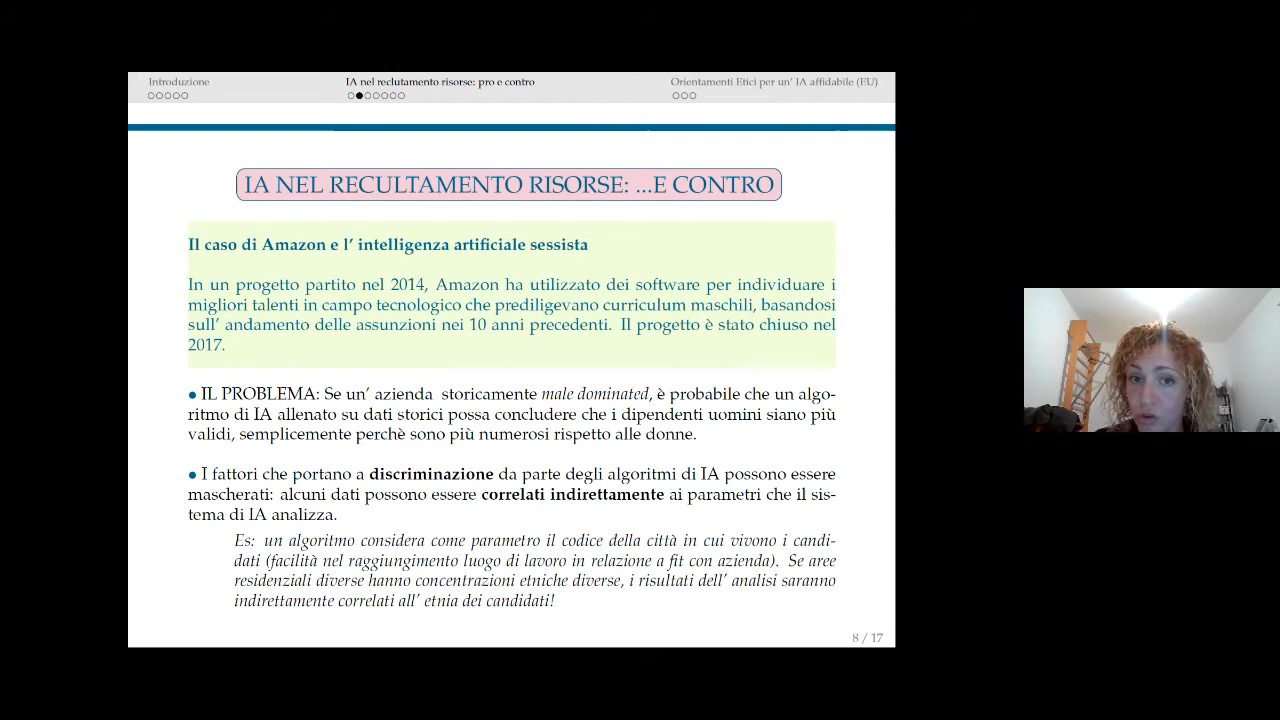 Introduzione
IA nel reclutamento risorse: pro e contro
Orientamenti Etici per un' IA affidabile (EU)
IA NEL RECULTAMENTO RISORSE: ...E CONTRO
Il caso di Amazon e l' intelligenza artificiale sessista
In un progetto partito nel 2014, Amazon ha utilizzato dei software per individuare i
migliori talenti in campo tecnologico che prediligevano curriculum maschili, basandosi
sull' andamento delle assunzioni nei 10 anni precedenti. Il progetto è stato chiuso nel
2017.
• IL PROBLEMA: Se un' azienda storicamente male dominated, è probabile che un algo-
ritmo di IA allenato su dati storici possa concludere che i dipendenti uomini siano più
validi, semplicemente perchè sono più numerosi rispetto alle donne.
• I fattori che portano a discriminazione da parte degli algoritmi di IA possono essere
mascherati: alcuni dati possono essere correlati indirettamente ai parametri che il sis-
tema di IA analizza.
Es: un algoritmo considera come parametro il codice della città in cui vivono i candi-
dati (facilità nel raggiungimento luogo di lavoro in relazione a fit con azienda). Se aree
residenziali diverse hanno concentrazioni etniche diverse, i risultati dell' analisi saranno
indirettamente correlati all' etnia dei candidati!
8 / 17